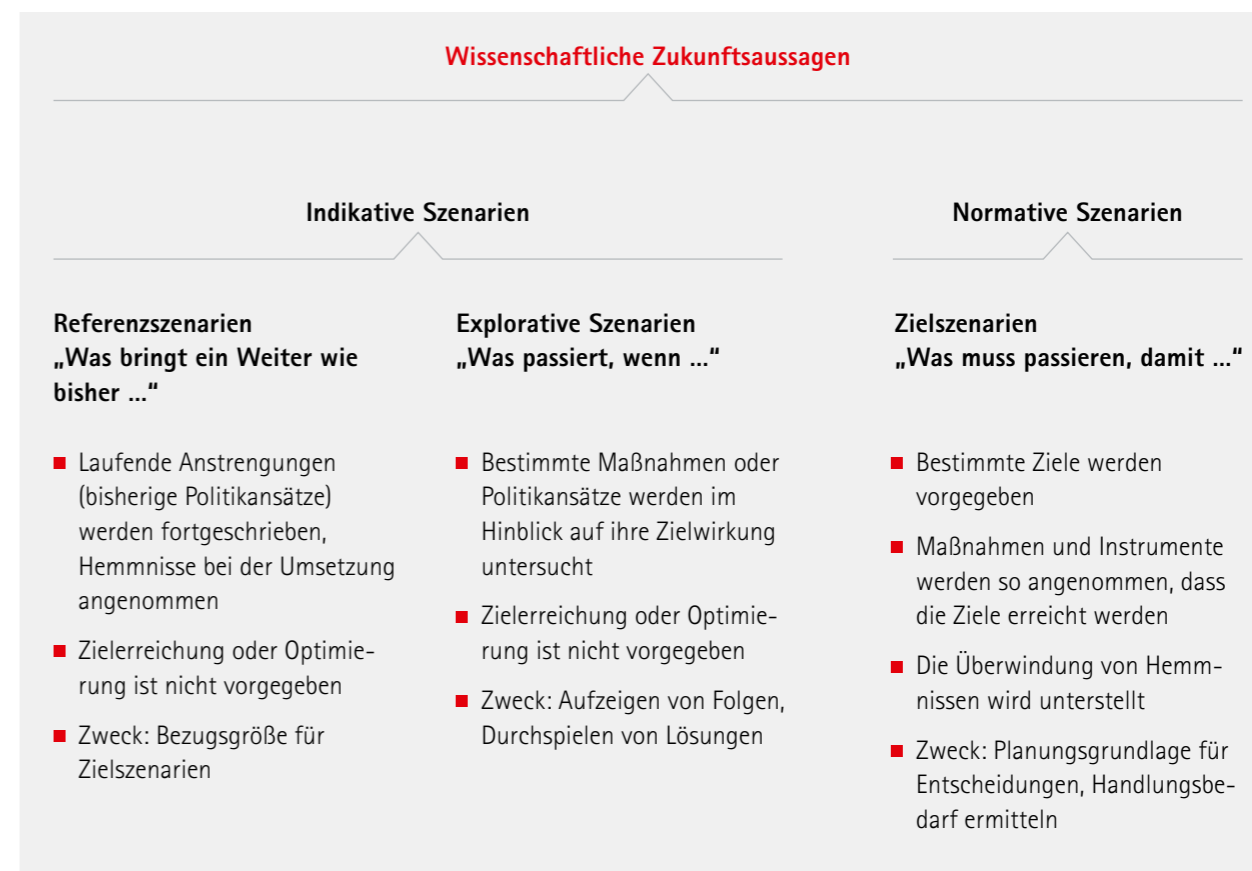 Wissenschaftliche Zukunftsaussagen
Indikative Szenarien
Normative Szenarien
Referenzszenarien
„Was bringt ein Weiter wie
bisher ...“
■ Laufende Anstrengungen
(bisherige Politikansätze)
werden fortgeschrieben,
Hemmnisse bei der Umsetzung
angenommen
■ Zielerreichung oder Optimie-
rung ist nicht vorgegeben
■ Zweck: Bezugsgröße für
Zielszenarien
Explorative Szenarien
„Was passiert, wenn ...“
■ Bestimmte Maßnahmen oder
Politikansätze werden im
Hinblick auf ihre Zielwirkung
untersucht
■ Zielerreichung oder Optimie-
rung ist nicht vorgegeben
■ Zweck: Aufzeigen von Folgen,
Durchspielen von Lösungen
Zielszenarien
„Was muss passieren, damit ...“
■ Bestimmte Ziele werden
vorgegeben
■ Maßnahmen und Instrumente
werden so angenommen, dass
die Ziele erreicht werden
■ Die Überwindung von Hemm-
nissen wird unterstellt
■ Zweck: Planungsgrundlage für
Entscheidungen, Handlungsbe-
darf ermitteln